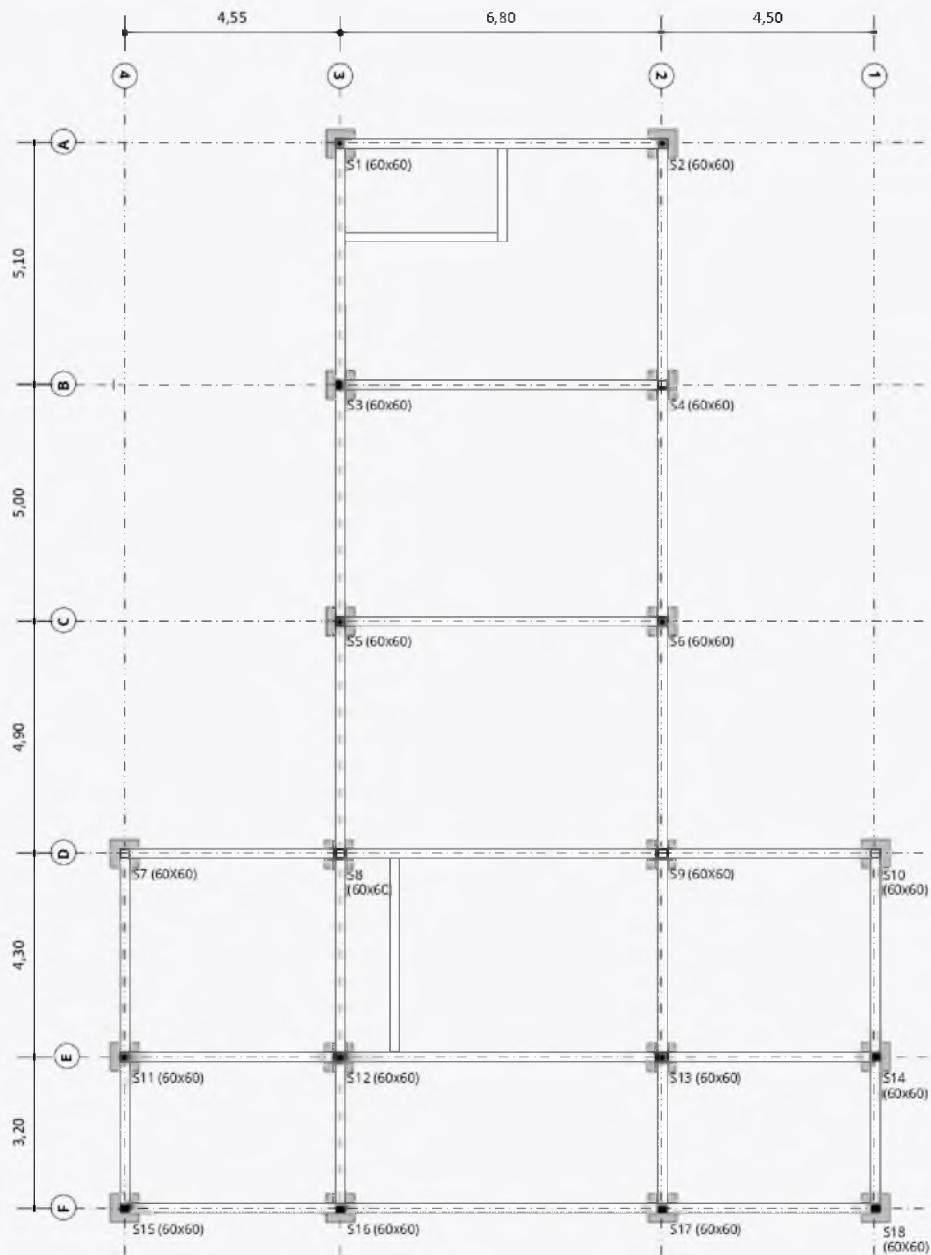 4,55 6,80 4,50
4 3 2 1
A
S1 (60x60) S2 (60x60)
5,10
B
S3 (60x60) S4 (60x60)
5,00
C
S5 (60x60) S6 (60x60)
4,90
D
S7 (60X60) S8 S9 (60X60) S10
(60x60 (60x60)
4,30
E
S11 (60x60) S12 (60x60) S13 (60x60) S14
(60x60)
3,20
F
S15 (60x60) S16 (60x60) S17 (60x60) S18
(60X60)